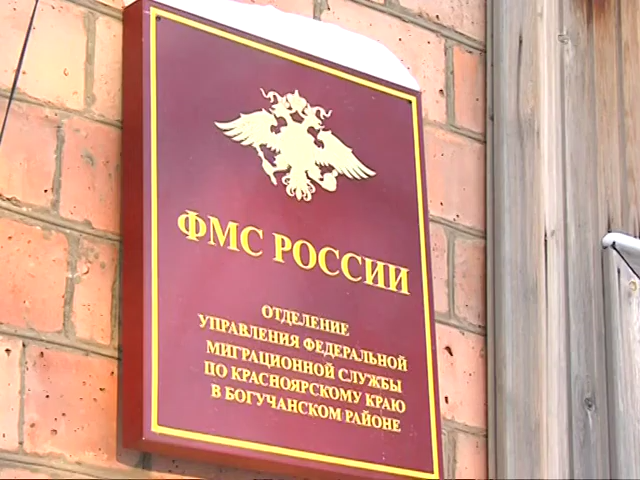 ФМС РОССИИ
ОТДЕЛЕНИЕ
УПРАВЛЕНИЯ ФЕДЕРАЛЬНОЙ
МИГРАЦИОННОЙ СЛУЖБЫ
ПО КРАСНОЯРСКОМУ КРАЮ
В БОГУЧАНСКОМ РАЙОНЕ